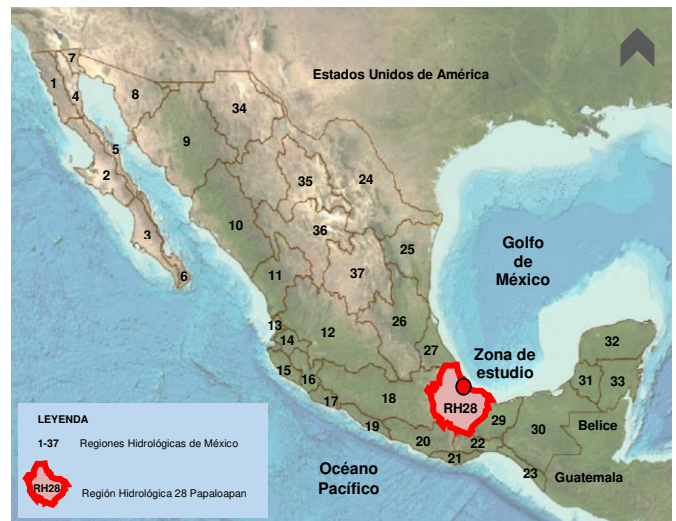 7
1
4
8
34
Estados Unidos de América
9
5
2
35
24
3
10
36
25
Golfo
de
México
6
11
37
13
12
26
14
27
Zona de
estudio
32
15
16
18
31
33
17
RH28
29
19
20
22
30
Belice
21
23
Guatemala
Océano
Pacífico
LEYENDA
1-37 Regiones Hidrológicas de México
RH28 Región Hidrológica 28 Papaloapan